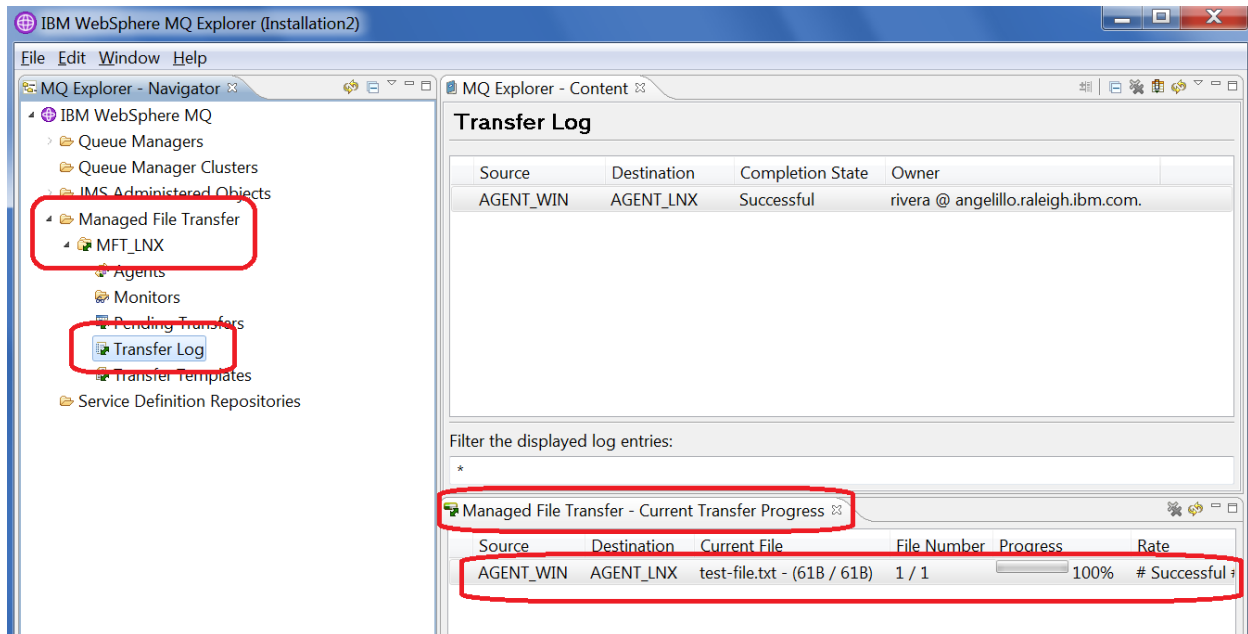 IBM WebSphere MQ Explorer (Installation2)
File Edit Window Help
MQ Explorer - Navigator
IBM WebSphere MQ
Queue Managers
Queue Manager Clusters
JMS Administered Objects
Managed File Transfer
MFT_LNX
Agents
Monitors
Pending Transfers
Transfer Log
Transfer Templates
Service Definition Repositories
MQ Explorer - Content
Transfer Log
Source Destination Completion State Owner
AGENT_WIN AGENT_LNX Successful rivera @ angelillo.raleigh.ibm.com.
Filter the displayed log entries:
*
Managed File Transfer - Current Transfer Progress
Source Destination Current File File Number Progress Rate
AGENT_WIN AGENT_LNX test-file.txt - (61B / 61B) 1 / 1 100% # Successful #